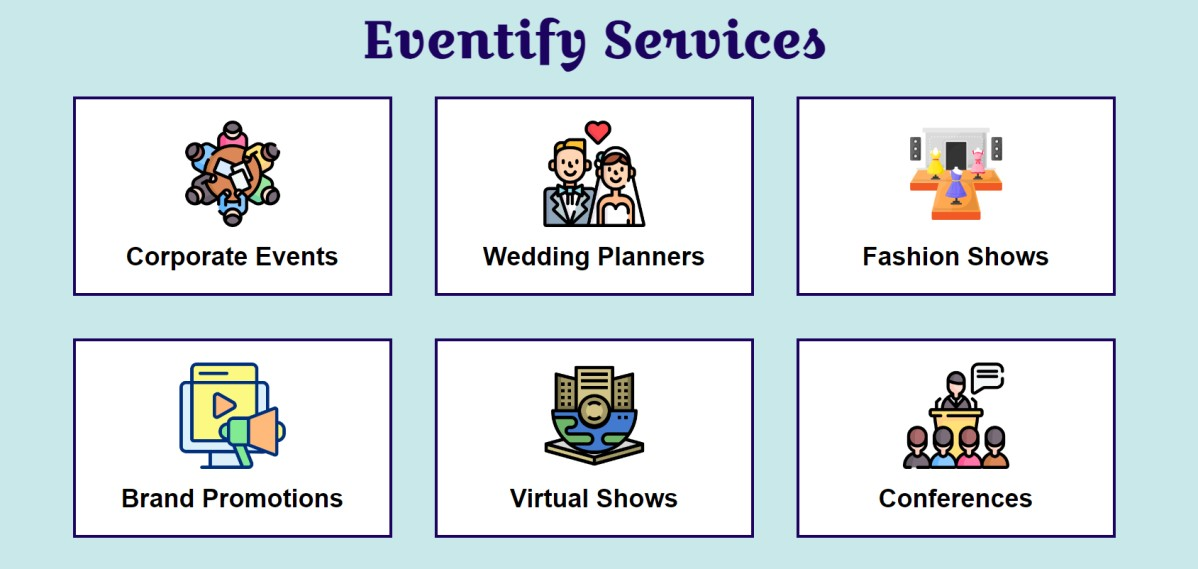 Eventify Services
Corporate Events
Wedding Planners
Fashion Shows
Brand Promotions
Virtual Shows
Conferences